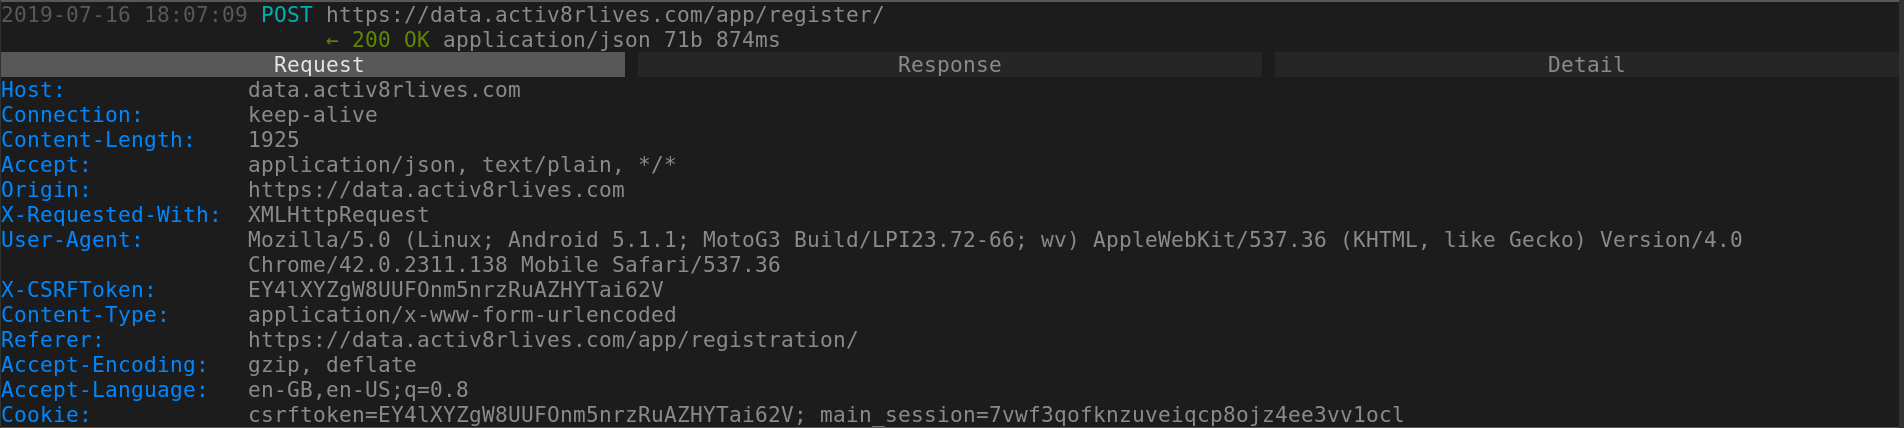 2019-07-16 18:07:09 POST https://data.activ8rlives.com/app/register/
← 200 OK application/json 71b 874ms
Request Response Detail
Host: data.activ8rlives.com
Connection: keep-alive
Content-Length: 1925
Accept: application/json, text/plain, */*
Origin: https://data.activ8rlives.com
X-Requested-With: XMLHttpRequest
User-Agent: Mozilla/5.0 (Linux; Android 5.1.1; MotoG3 Build/LPI23.72-66; wv) AppleWebKit/537.36 (KHTML, like Gecko) Version/4.0
Chrome/42.0.2311.138 Mobile Safari/537.36
X-CSRFToken: EY4lXYZgW8UUFOnm5nrzRuAZHYTai62V
Content-Type: application/x-www-form-urlencoded
Referer: https://data.activ8rlives.com/app/registration/
Accept-Encoding: gzip, deflate
Accept-Language: en-GB,en-US;q=0.8
Cookie: csrftoken=EY4lXYZgW8UUFOnm5nrzRuAZHYTai62V; main_session=7vwf3qofknzuveiqcp8ojz4ee3vv1ocl